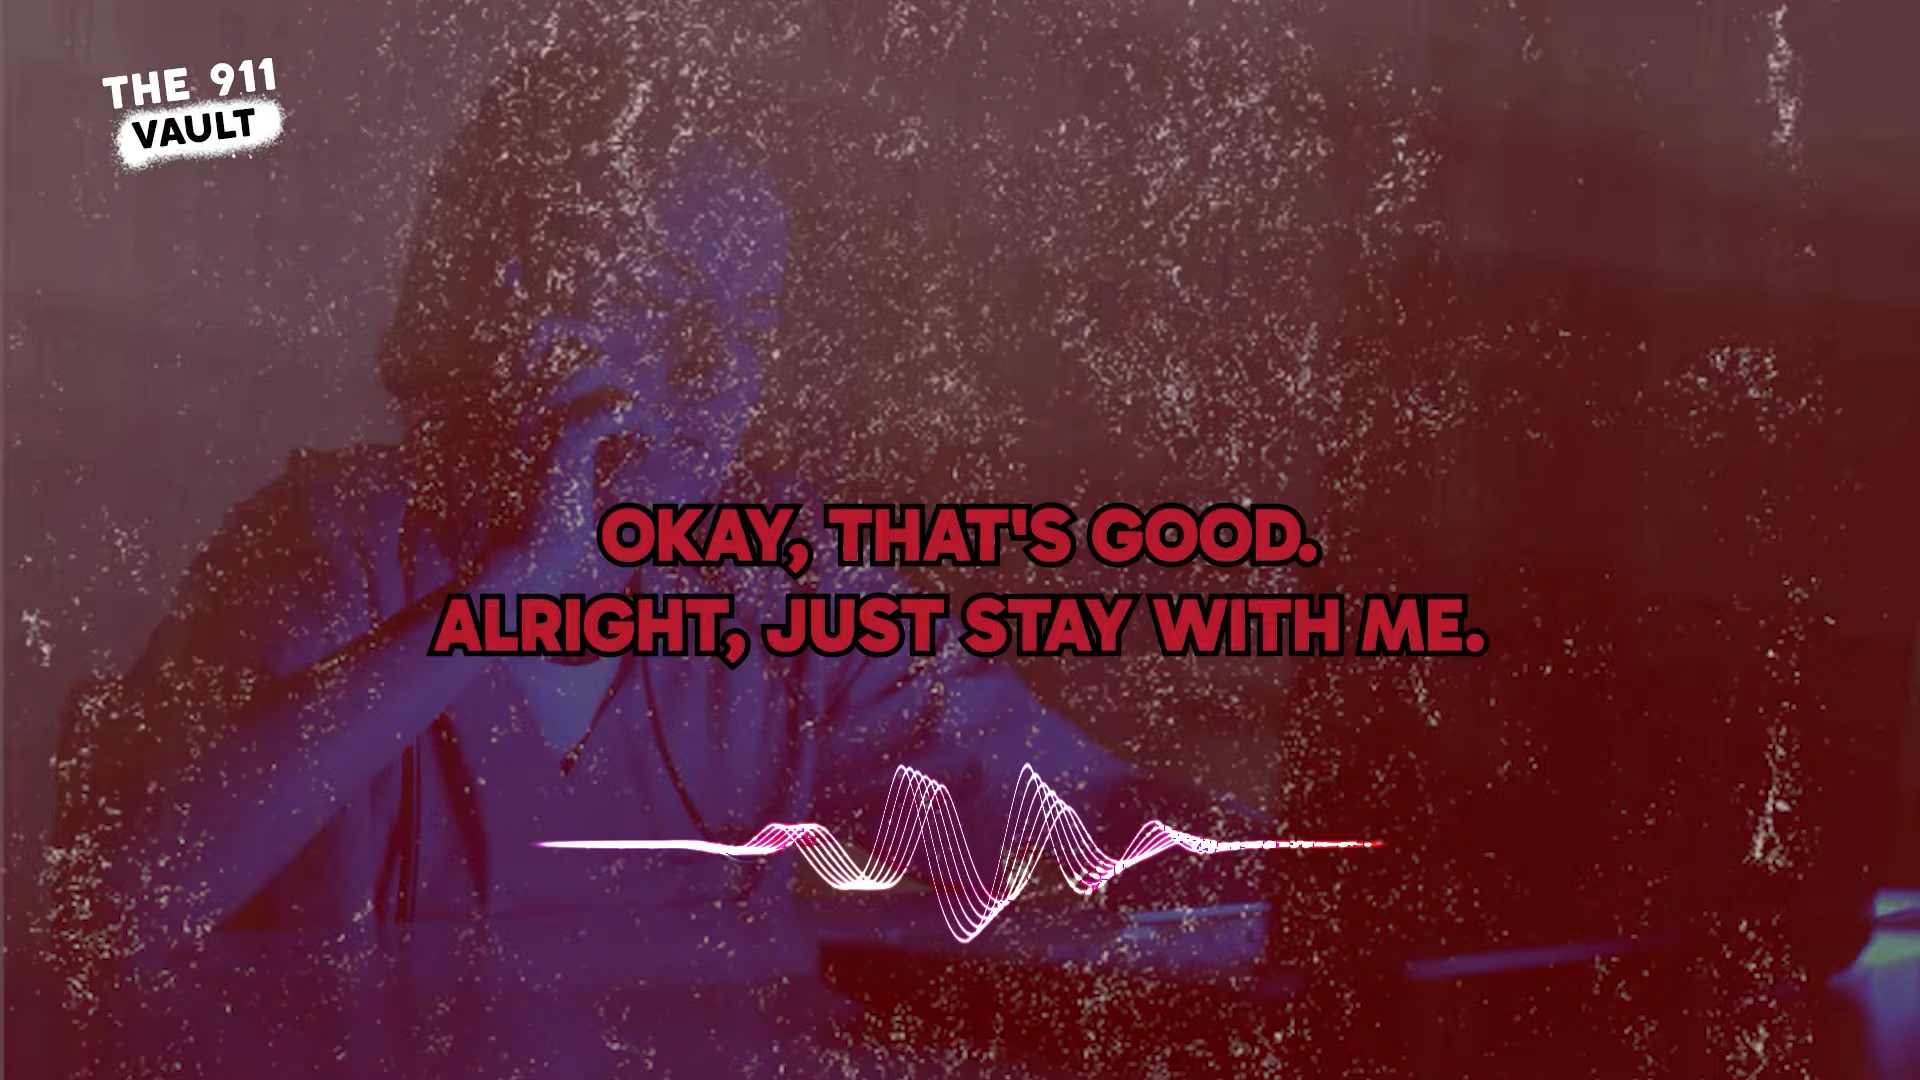 THE 911
VAULT
OKAY, THAT'S GOOD.
ALRIGHT, JUST STAY WITH ME.